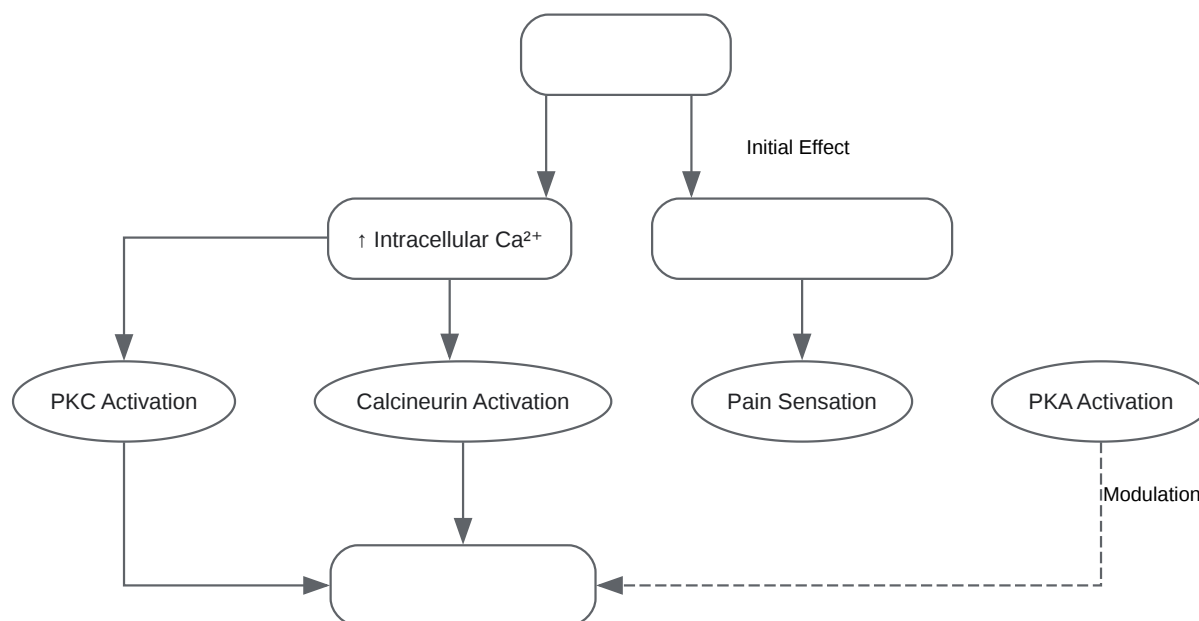 Initial Effect
↑ Intracellular Ca²⁺
PKC Activation
Calcineurin Activation
Pain Sensation
PKA Activation
Modulation